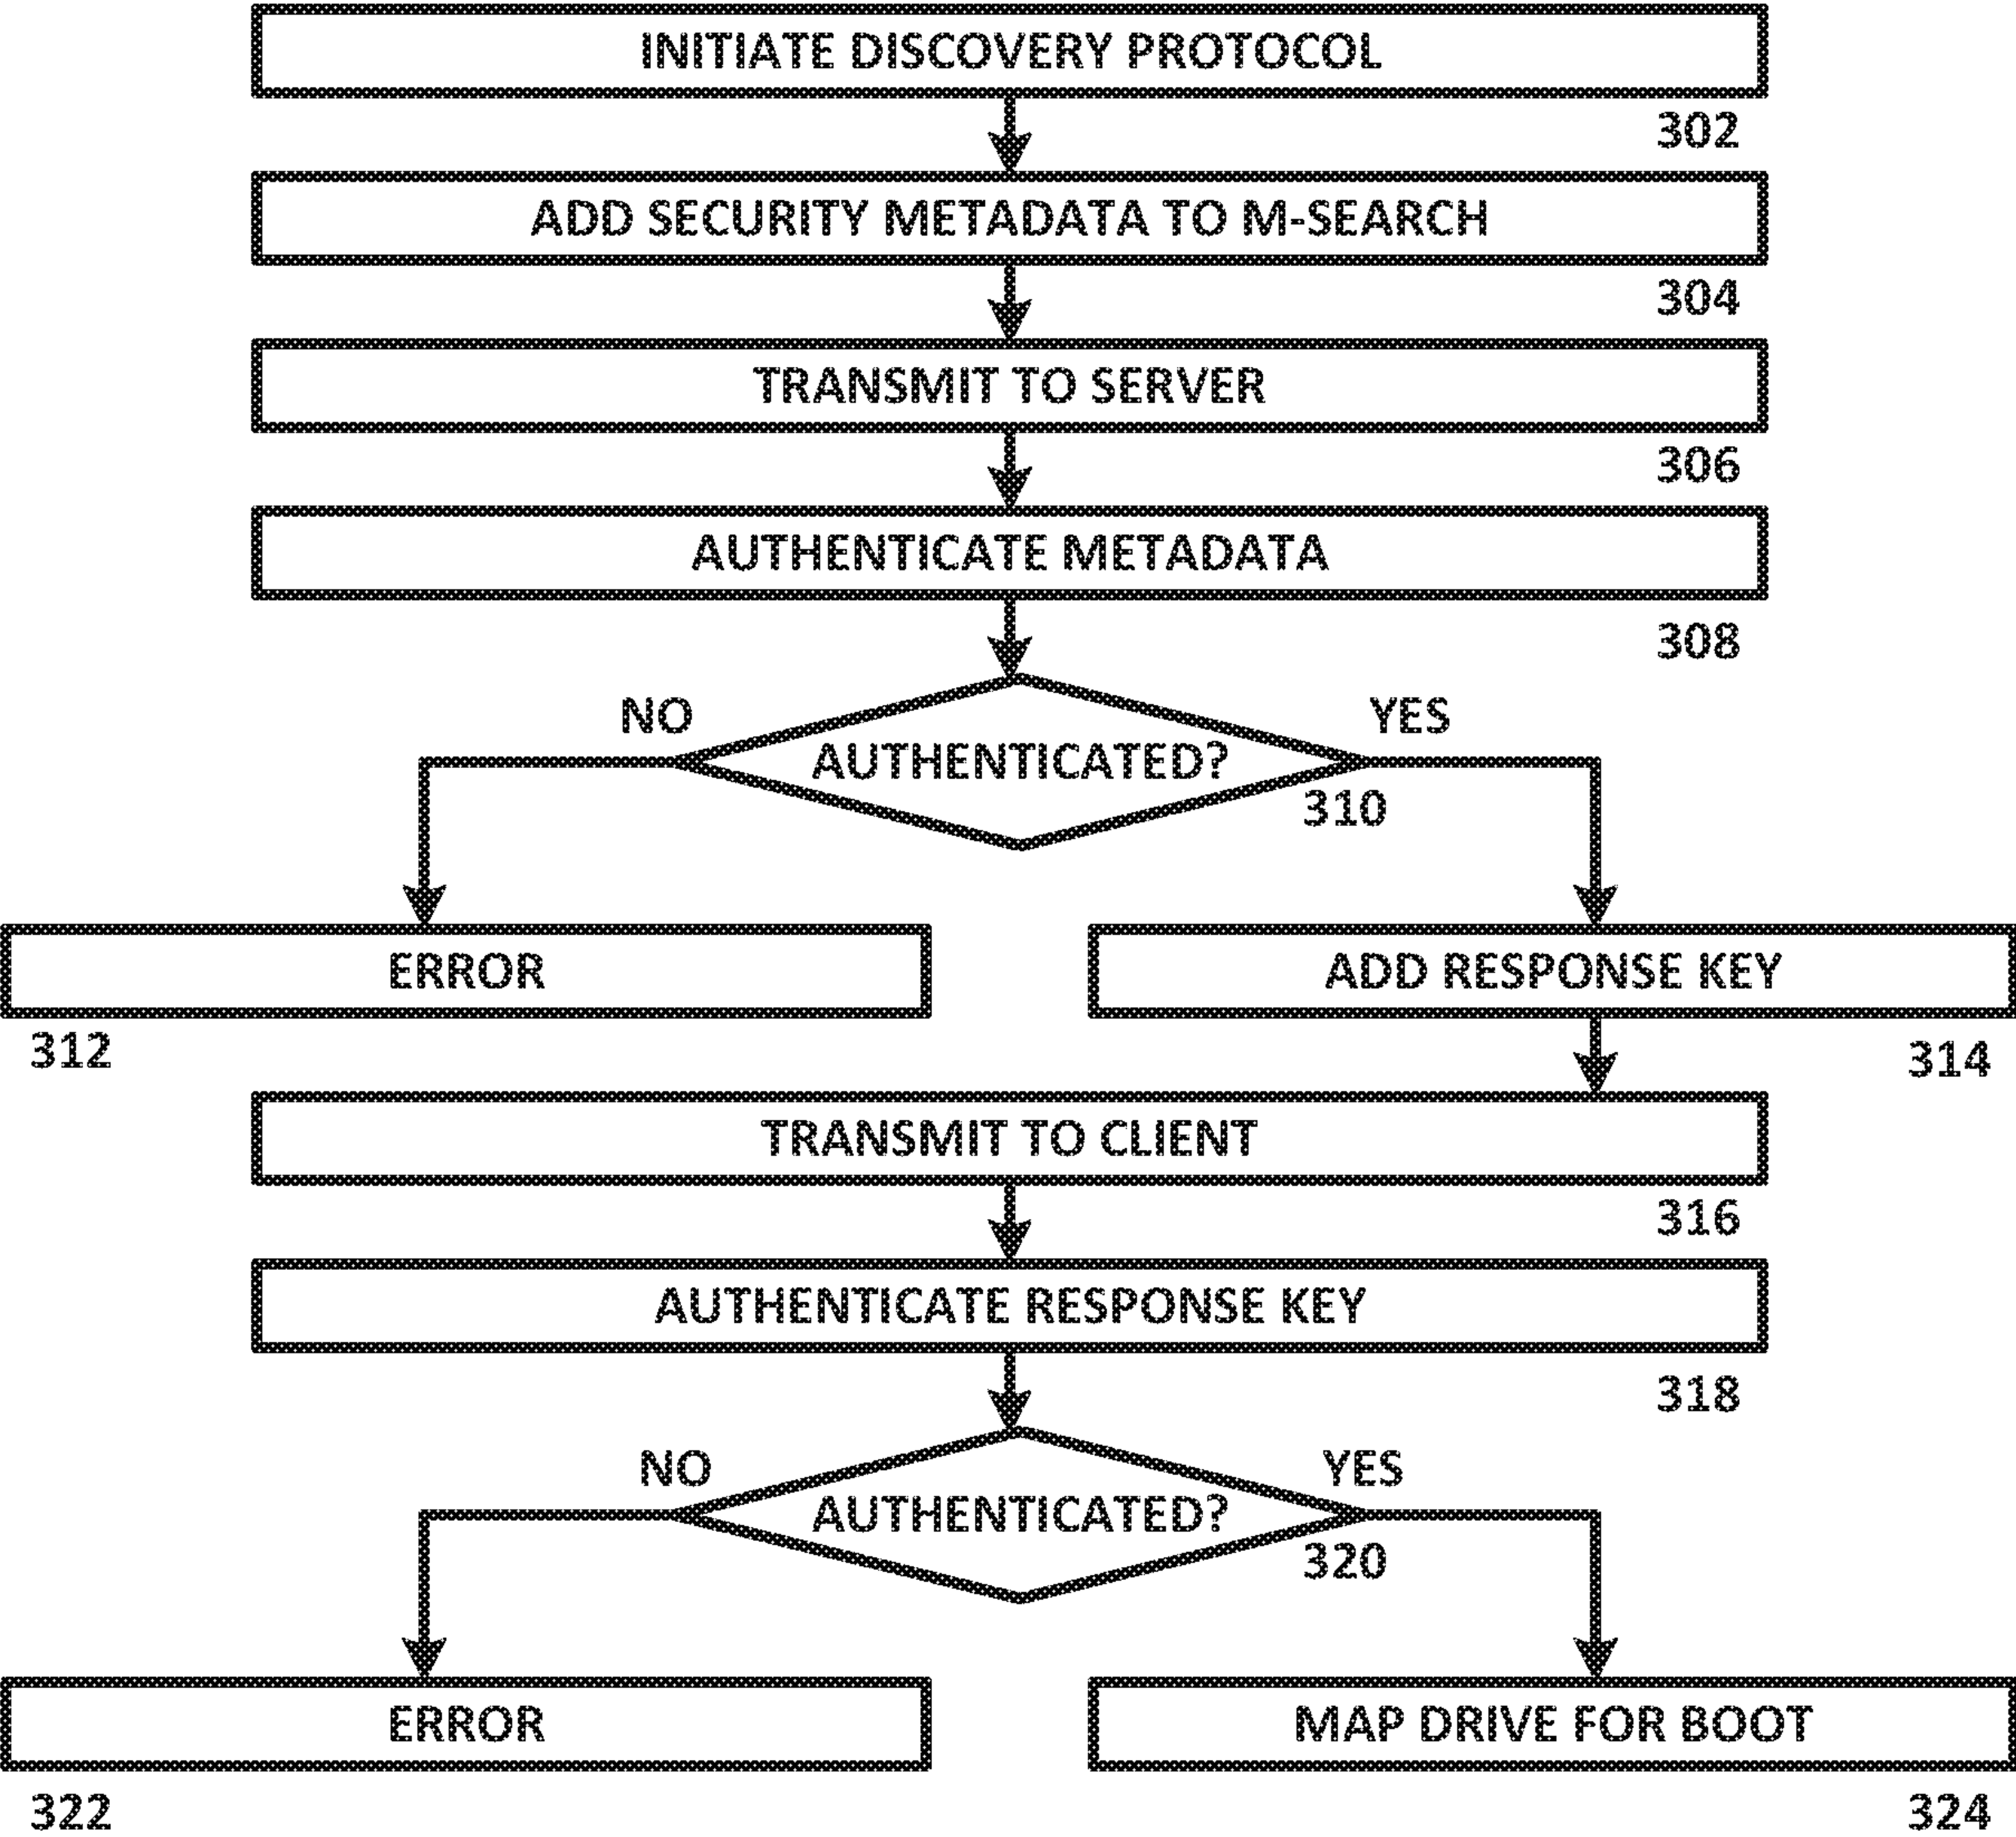 INITIATE DISCOVERY PROTOCOL
302
ADD SECURITY METADATA TO M-SEARCH
304
TRANSMIT TO SERVER
306
AUTHENTICATE METADATA
308
NO
YES
AUTHENTICATED?
310
ERROR
312
ADD RESPONSE KEY
314
TRANSMIT TO CLIENT
316
AUTHENTICATE RESPONSE KEY
318
NO
YES
AUTHENTICATED?
320
ERROR
322
MAP DRIVE FOR BOOT
324